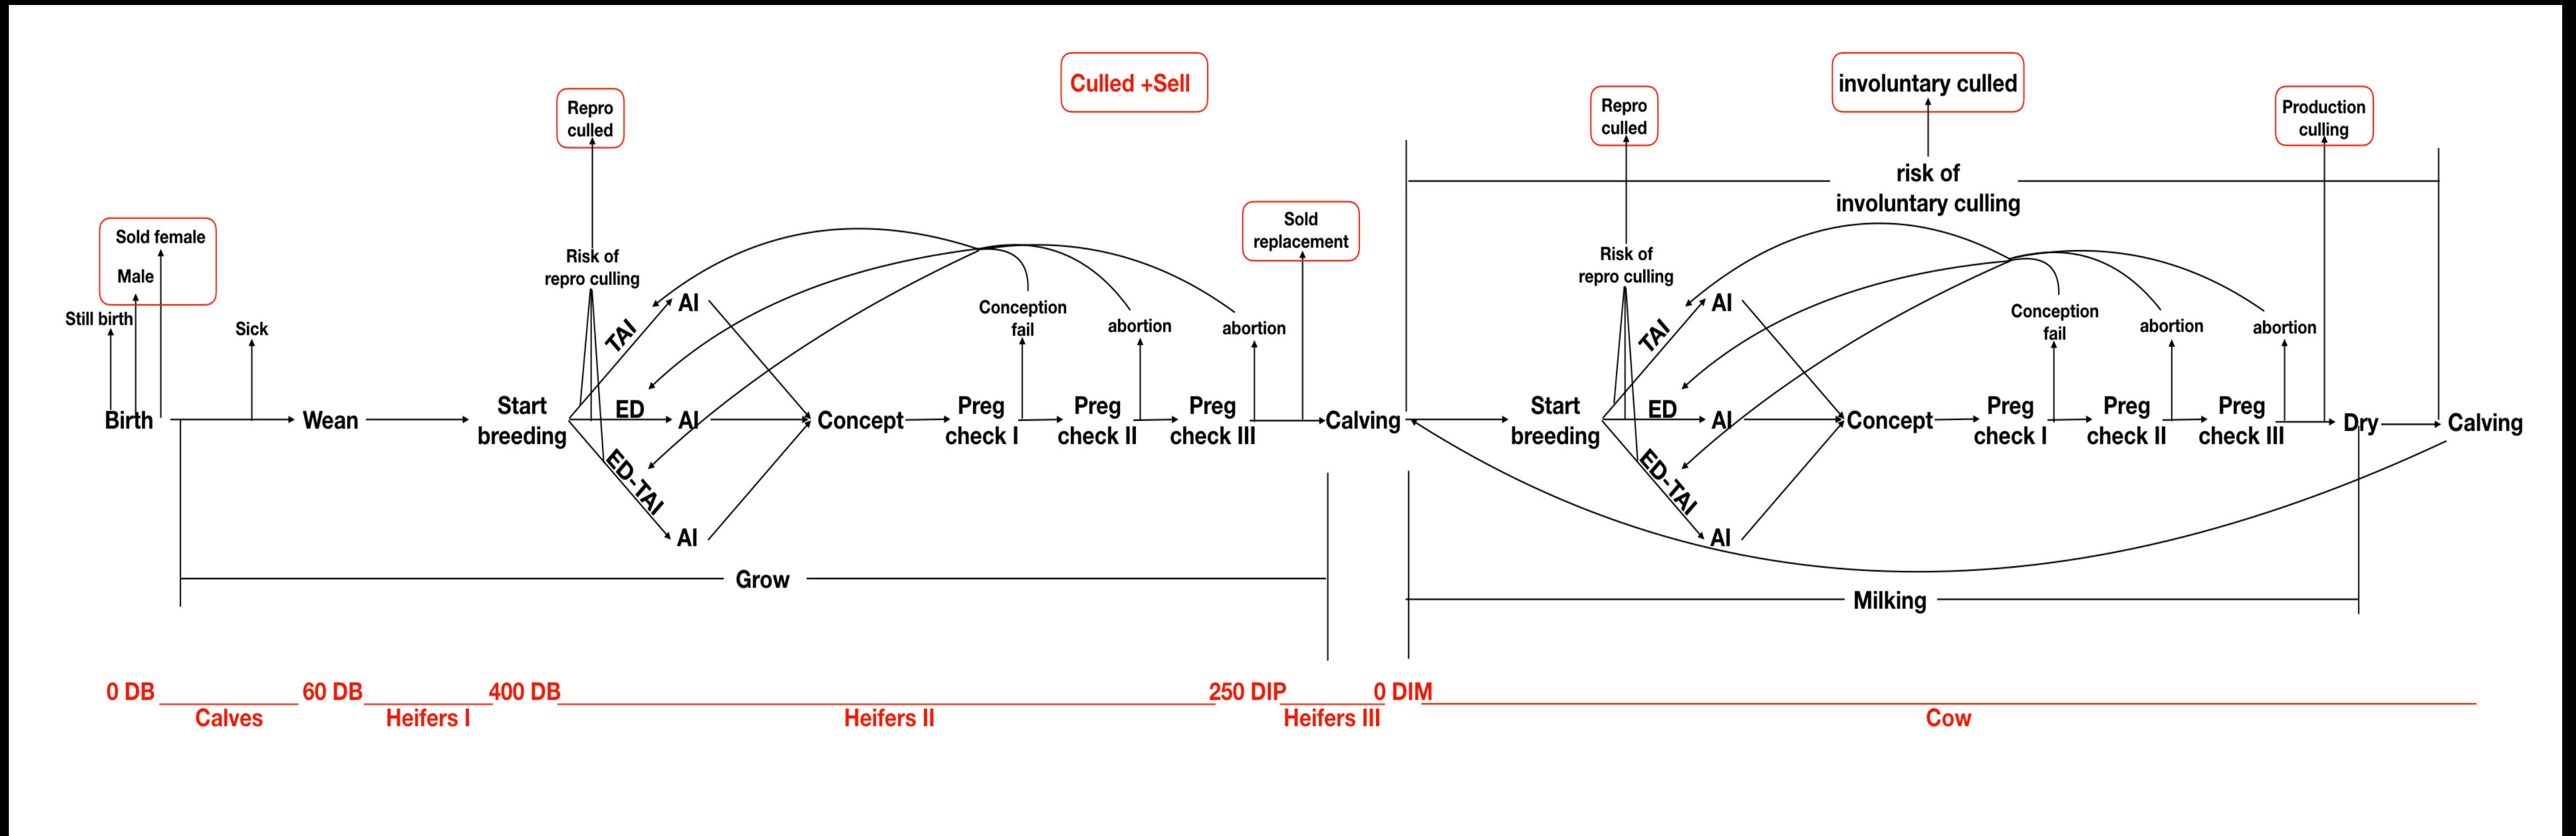 Culled +Sell
Repro
culled
Sold female
Male
Still birth
Sick
Risk of
repro culling
Sold
replacement
Conception
fail
abortion
abortion
Birth
Wean
Start
breeding
TAI
ED
ED-TAI
AI
AI
AI
Concept
Preg
check I
Preg
check II
Preg
check III
Calving
Grow
Repro
culled
involuntary culled
Production
culling
risk of
involuntary culling
Risk of
repro culling
Conception
fail
abortion
abortion
Start
breeding
TAI
ED
ED-TAI
AI
AI
AI
Concept
Preg
check I
Preg
check II
Preg
check III
Dry
Calving
Milking
0 DB
60 DB
400 DB
250 DIP
0 DIM
Calves
Heifers I
Heifers II
Heifers III
Cow